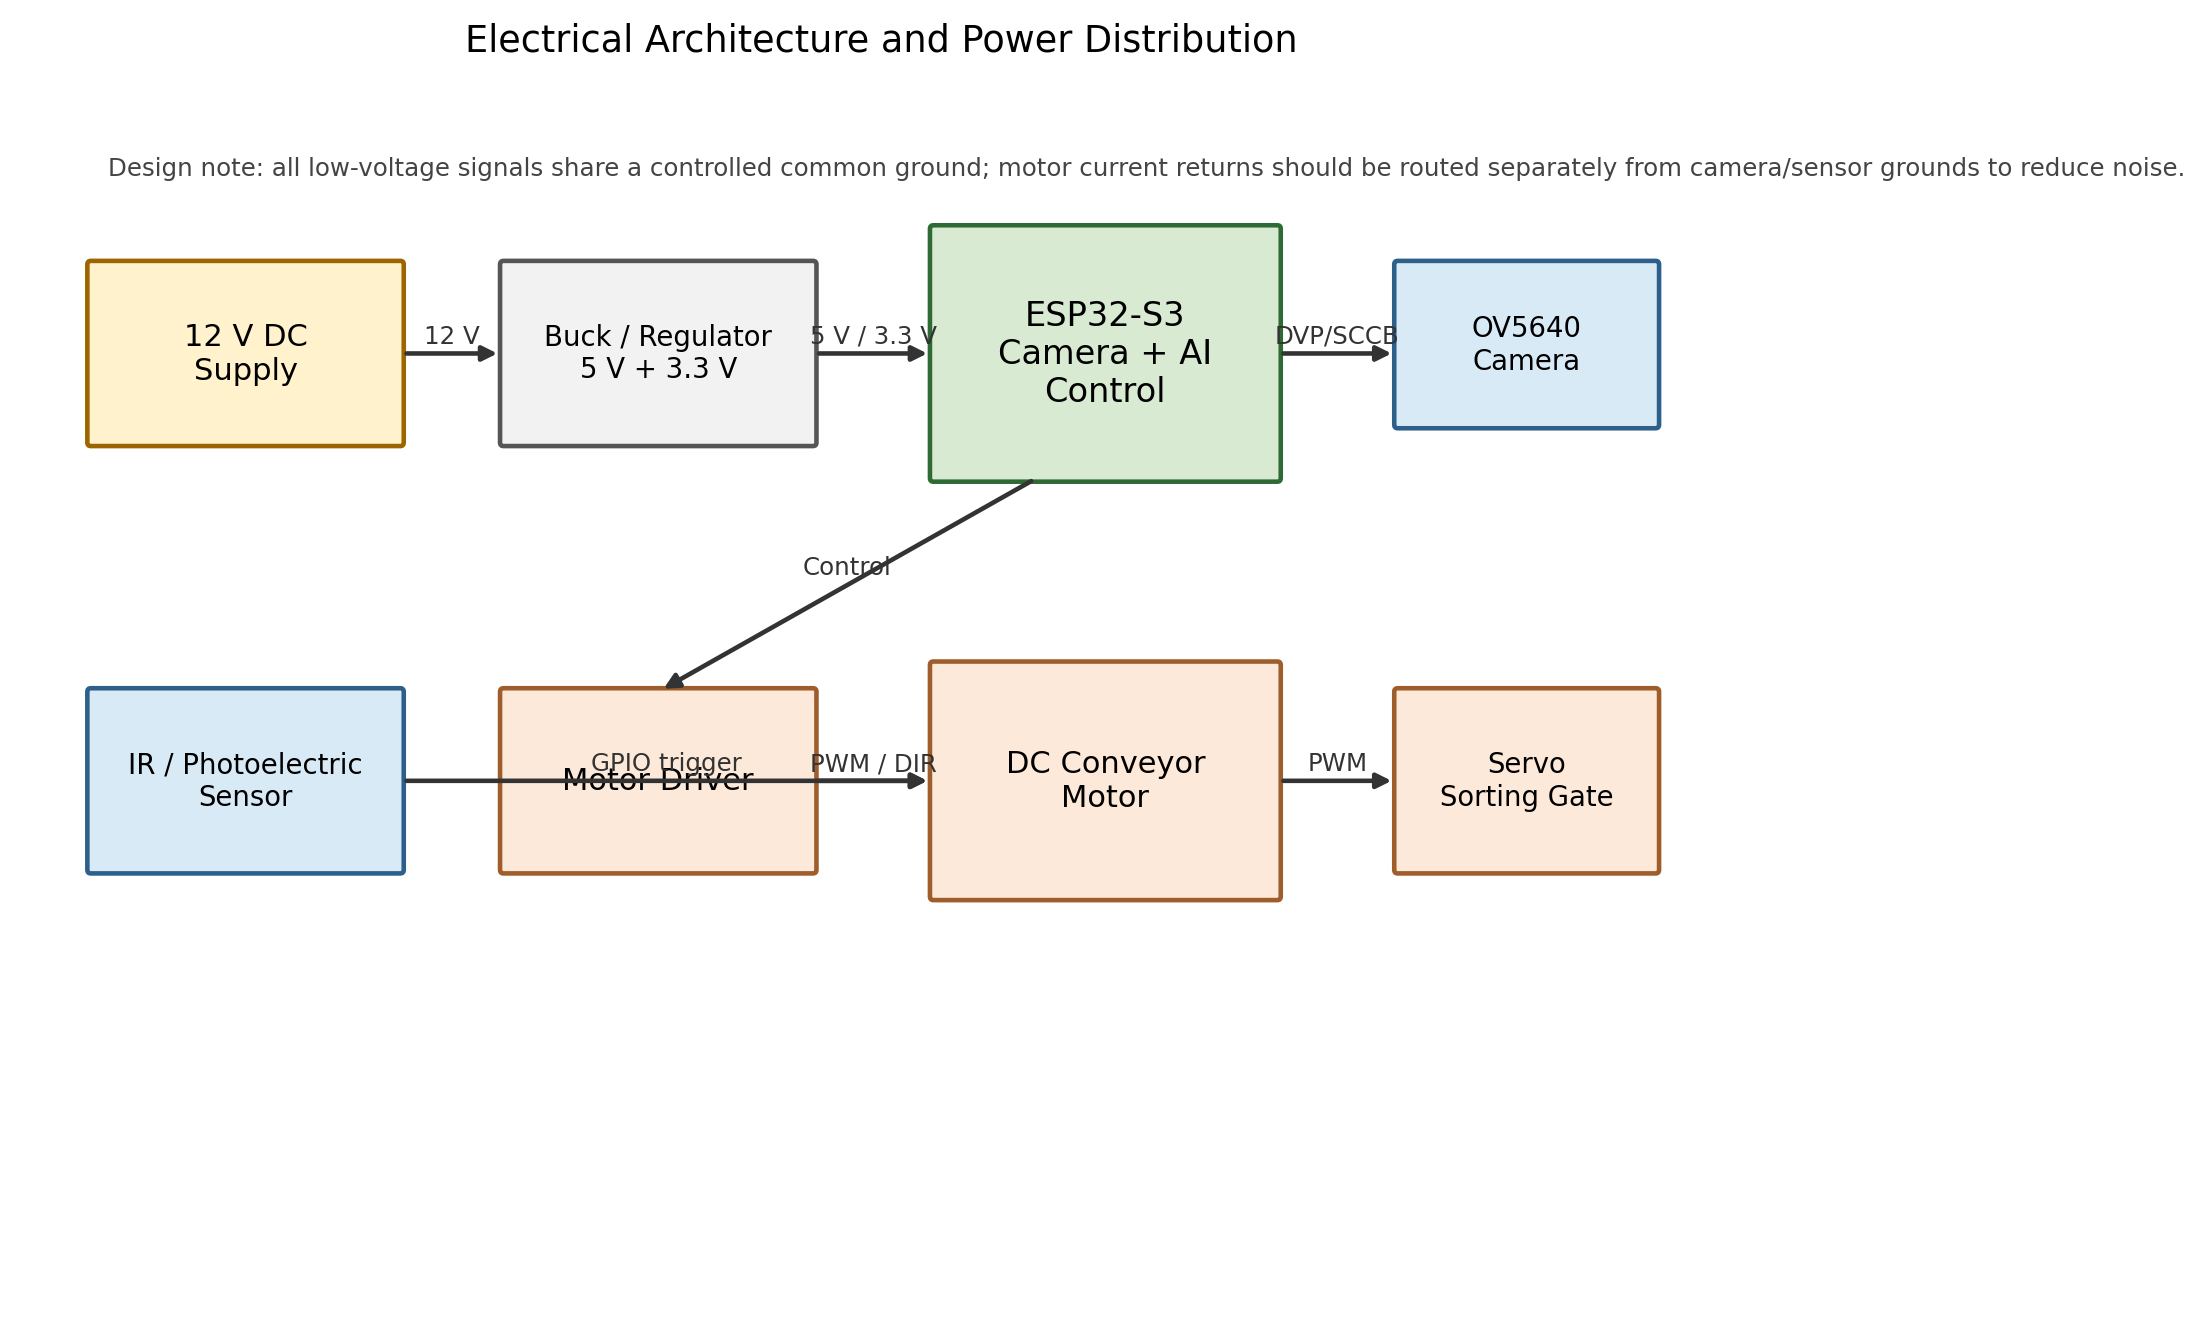 Electrical Architecture and Power Distribution
Design note: all low-voltage signals share a controlled common ground; motor current returns should be routed separately from camera/sensor grounds to reduce noise.
12 V DC
Supply
12 V
Buck / Regulator
5 V + 3.3 V
5 V / 3.3 V
ESP32-S3
Camera + AI
Control
DVP/SCCB
OV5640
Camera
Control
IR / Photoelectric
Sensor
GPIO trigger
Motor Driver
PWM / DIR
DC Conveyor
Motor
PWM
Servo
Sorting Gate